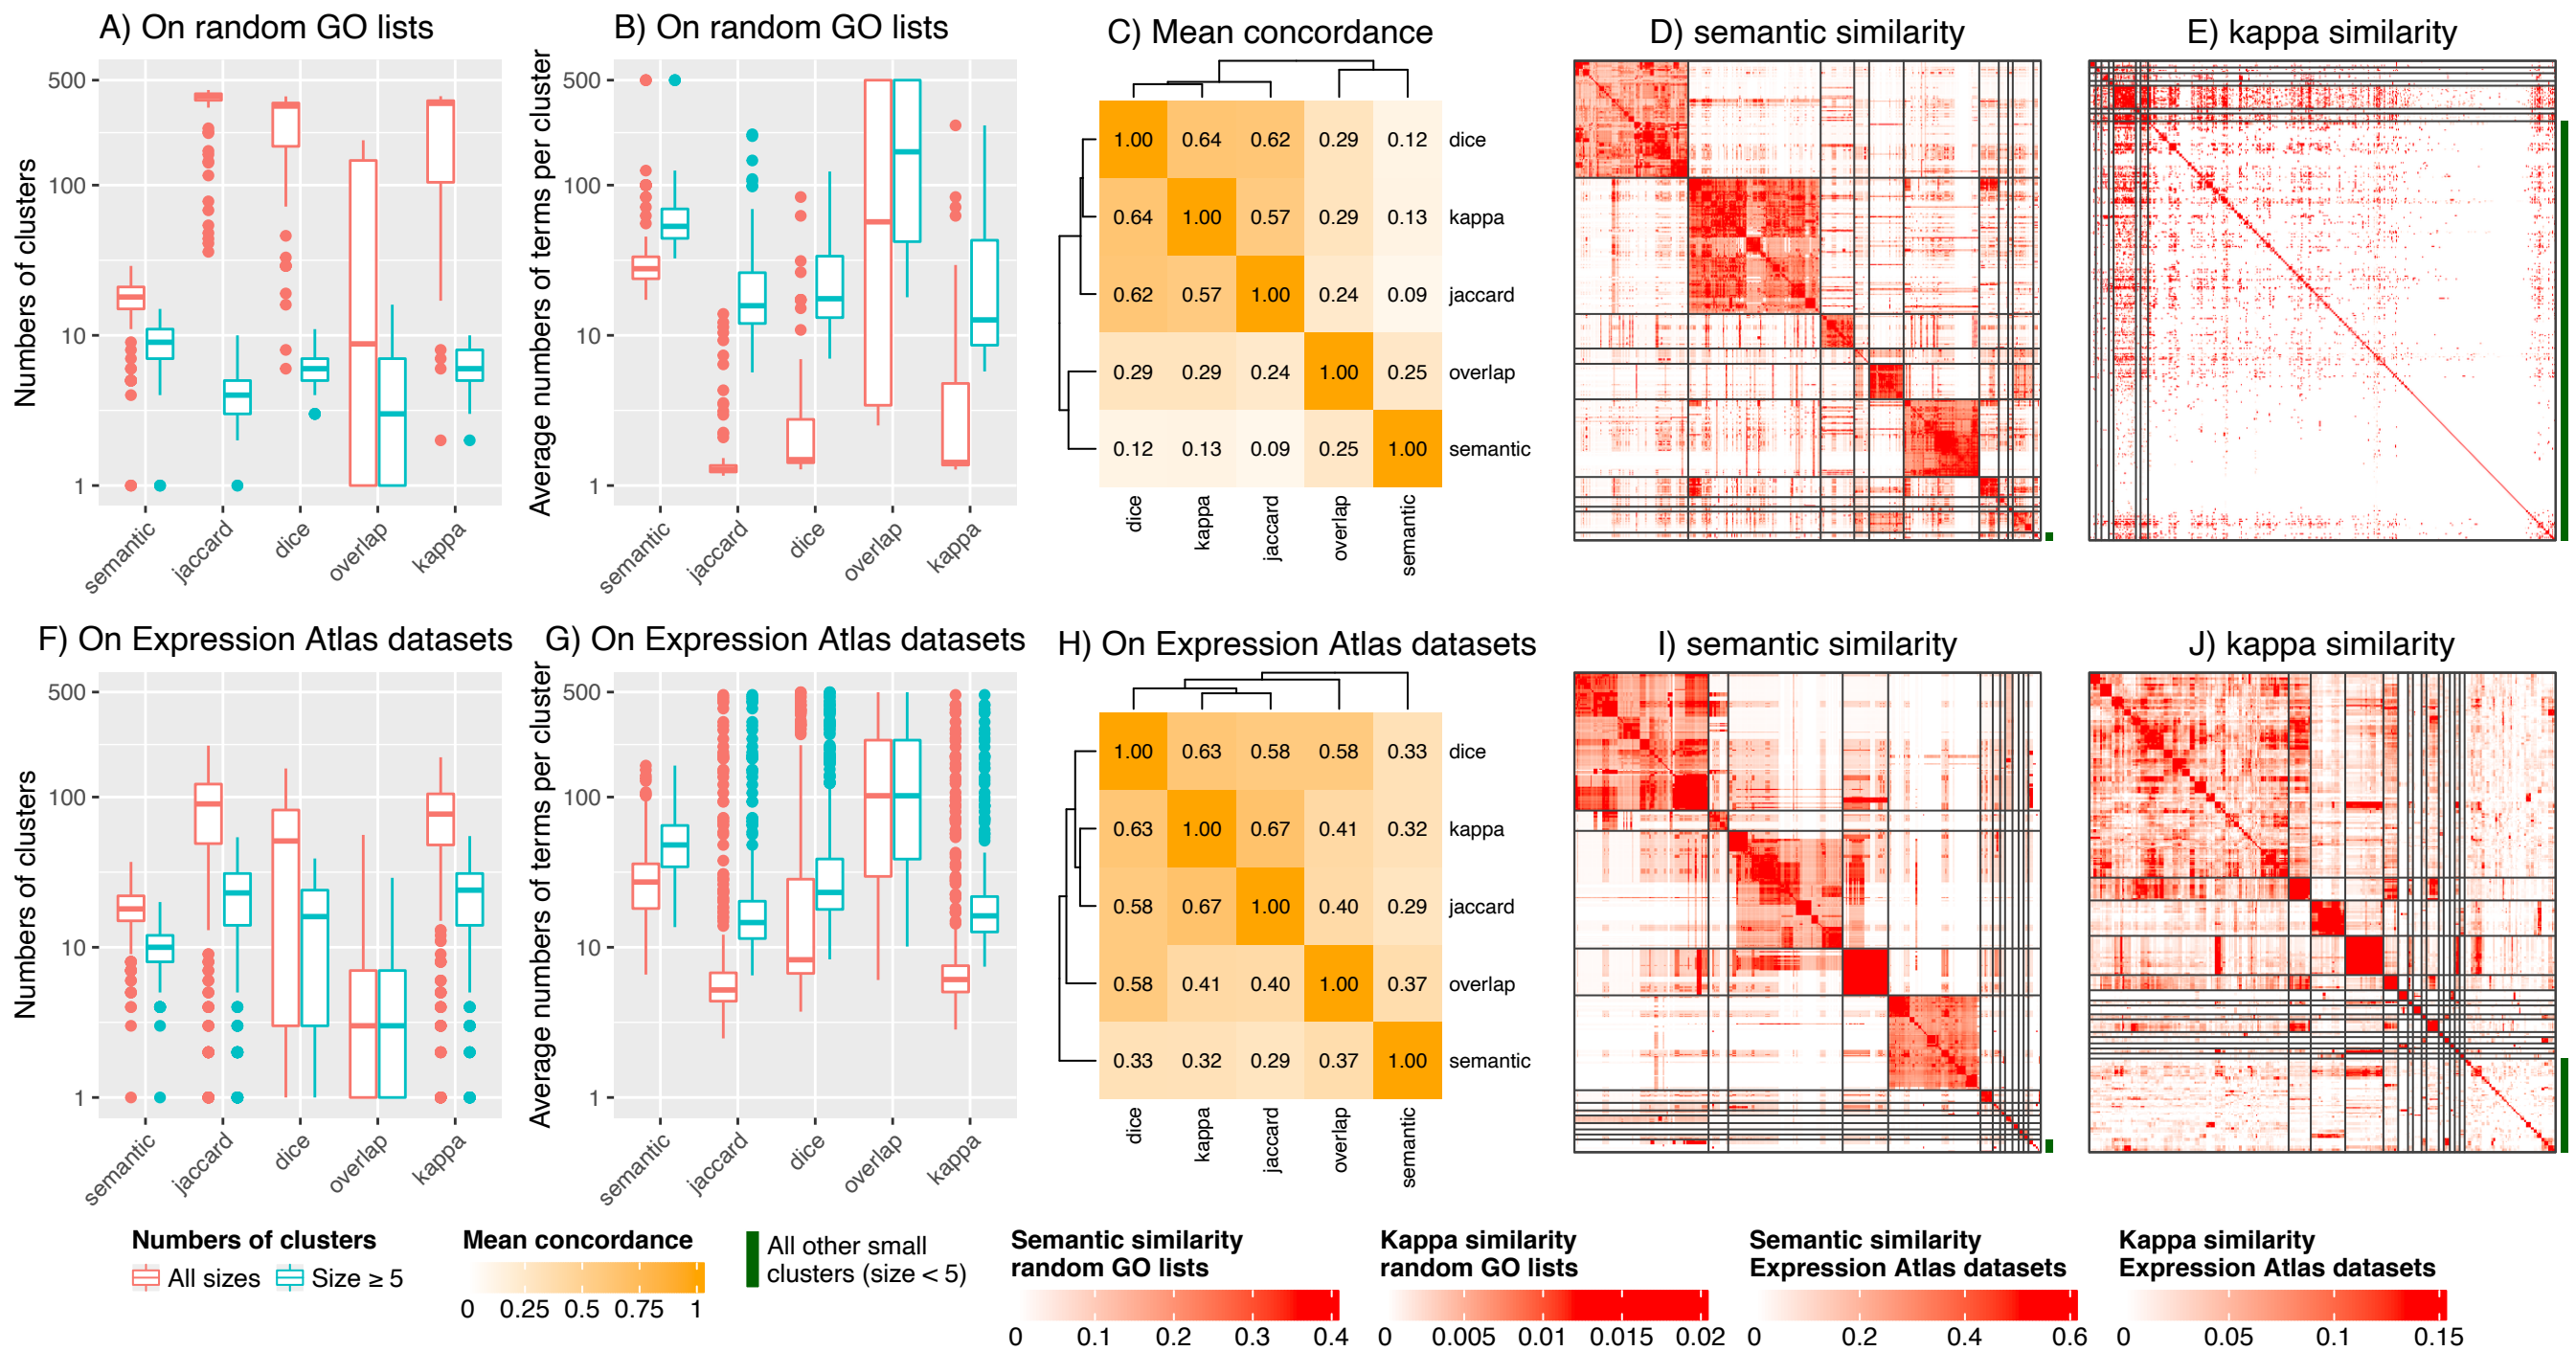 A) On random GO lists
B) On random GO lists
C) Mean concordance
D) semantic similarity
E) kappa similarity
Numbers of clusters
500
100
10
1
semantic
jaccard
dice
overlap
kappa
Average numbers of terms per cluster
500
100
10
1
semantic
jaccard
dice
overlap
kappa
1.00 0.64 0.62 0.29 0.12 dice
0.64 1.00 0.57 0.29 0.13 kappa
0.62 0.57 1.00 0.24 0.09 jaccard
0.29 0.29 0.24 1.00 0.25 overlap
0.12 0.13 0.09 0.25 1.00 semantic
dice
kappa
jaccard
overlap
semantic
F) On Expression Atlas datasets
G) On Expression Atlas datasets
H) On Expression Atlas datasets
I) semantic similarity
J) kappa similarity
Numbers of clusters
500
100
10
1
semantic
jaccard
dice
overlap
kappa
Average numbers of terms per cluster
500
100
10
1
semantic
jaccard
dice
overlap
kappa
1.00 0.63 0.58 0.58 0.33 dice
0.63 1.00 0.67 0.41 0.32 kappa
0.58 0.67 1.00 0.40 0.29 jaccard
0.58 0.41 0.40 1.00 0.37 overlap
0.33 0.32 0.29 0.37 1.00 semantic
dice
kappa
jaccard
overlap
semantic
Numbers of clusters
All sizes Size ≥ 5
Mean concordance
0 0.25 0.5 0.75 1
All other small
clusters (size < 5)
Semantic similarity
random GO lists
0 0.1 0.2 0.3 0.4
Kappa similarity
random GO lists
0 0.005 0.01 0.015 0.02
Semantic similarity
Expression Atlas datasets
0 0.2 0.4 0.6
Kappa similarity
Expression Atlas datasets
0 0.05 0.1 0.15